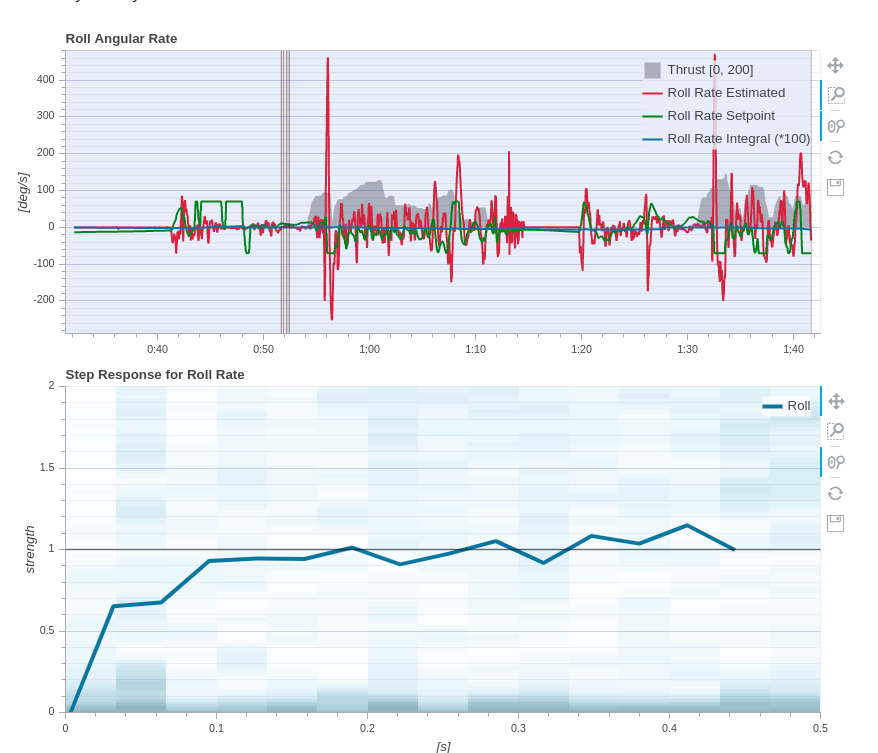 Roll Angular Rate
Thrust [0, 200]
Roll Rate Estimated
Roll Rate Setpoint
Roll Rate Integral (*100)
[deg/s]
400
300
200
100
0
-100
-200
0:40
0:50
1:00
1:10
1:20
1:30
1:40
Step Response for Roll Rate
Roll
strength
2
1.5
1
0.5
0
0
0.1
0.2
0.3
0.4
0.5
[s]